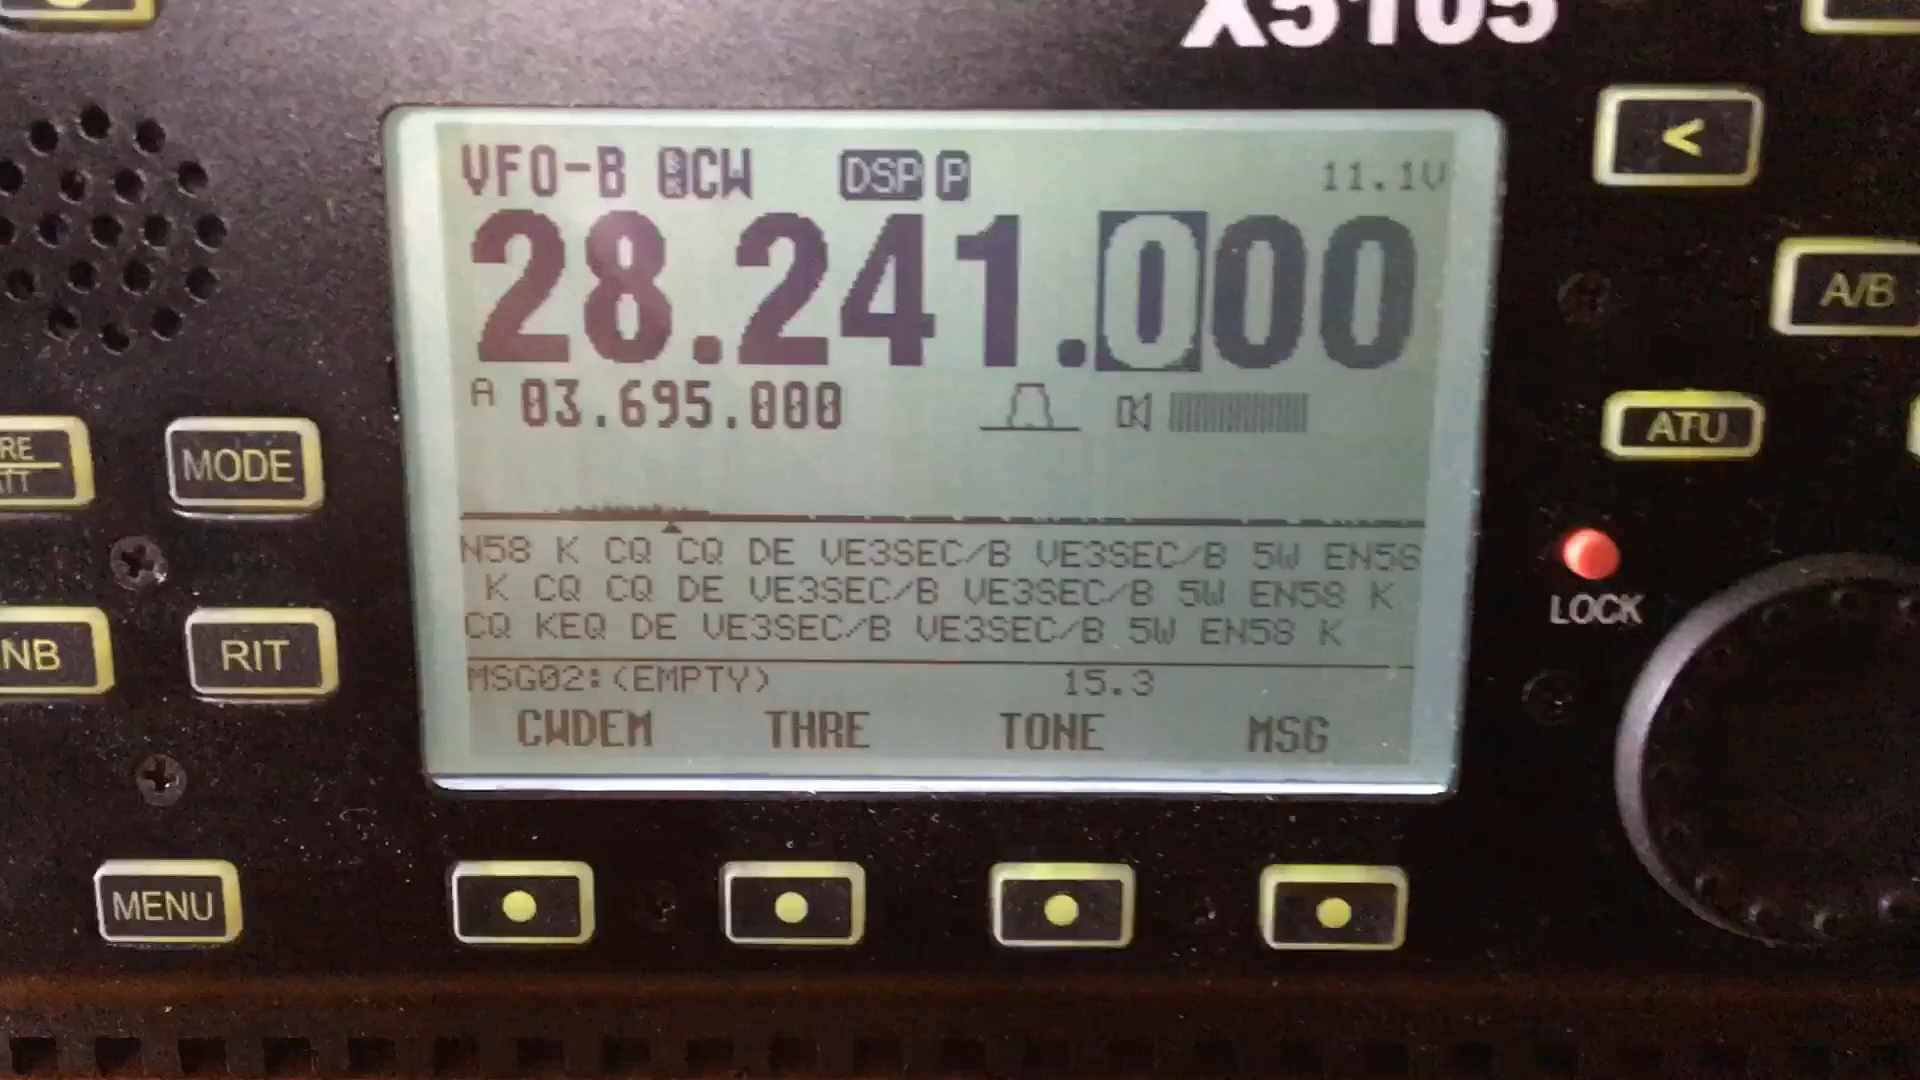 X5105
VFO-B CW DSP P 11.1V
28.241.000
A 03.695.000
N58 K CQ CQ DE VE3SEC/B VE3SEC/B 5W EN58
K CQ CQ DE VE3SEC/B VE3SEC/B 5W EN58 K
CQ KEQ DE VE3SEC/B VE3SEC/B 5W EN58 K
MSG02:(EMPTY) 15.3
CWDEM THRE TONE MSG
<
A/B
ATU
LOCK
MODE
NB
RIT
MENU